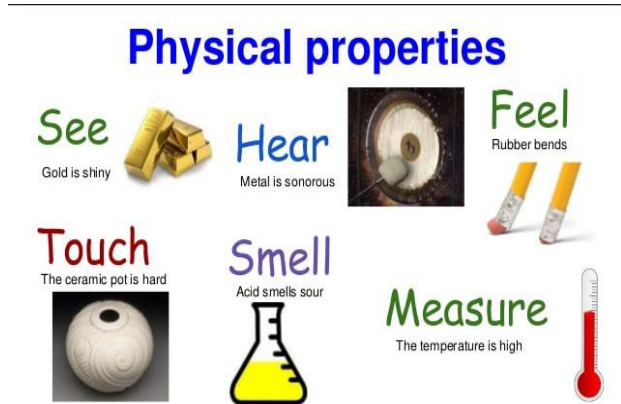 Physical properties
See
Gold is shiny
Hear
Metal is sonorous
Feel
Rubber bends
Touch
The ceramic pot is hard
Smell
Acid smells sour
Measure
The temperature is high